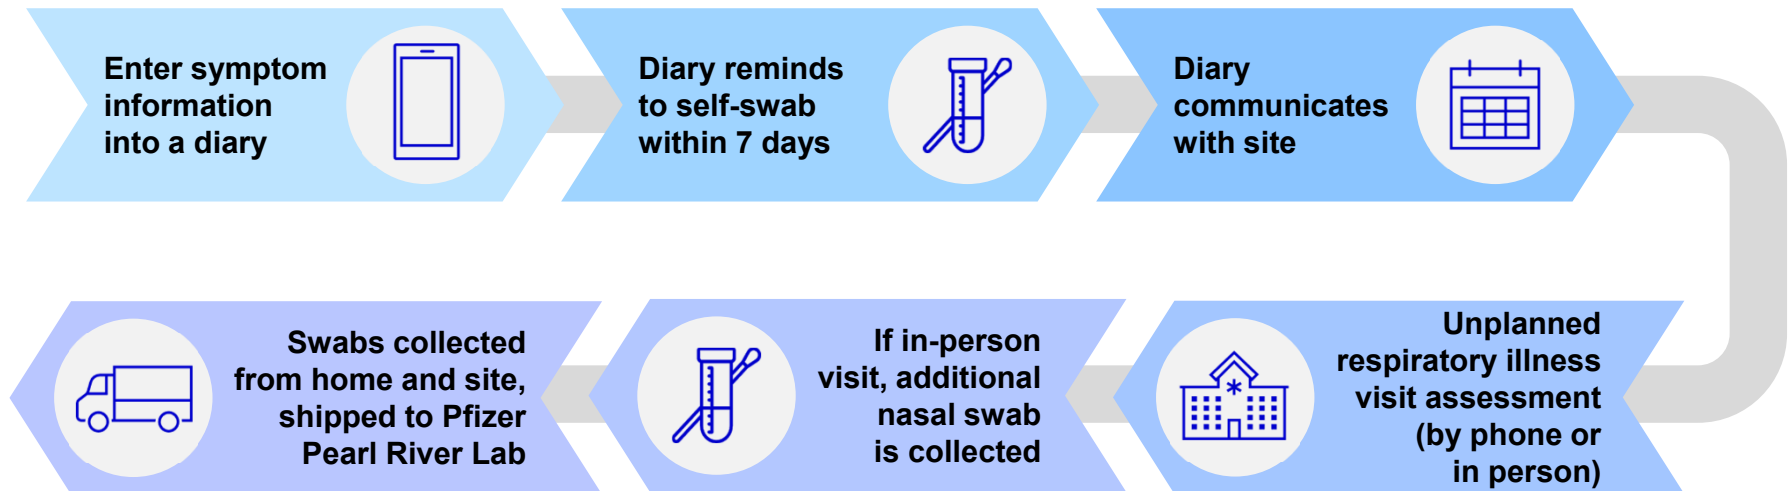 Enter symptom
information
into a diary
Diary reminds
to self-swab
within 7 days
Diary
communicates
with site
Unplanned
respiratory illness
visit assessment
(by phone or
in person)
If in-person
visit, additional
nasal swab
is collected
Swabs collected
from home and site,
shipped to Pfizer
Pearl River Lab